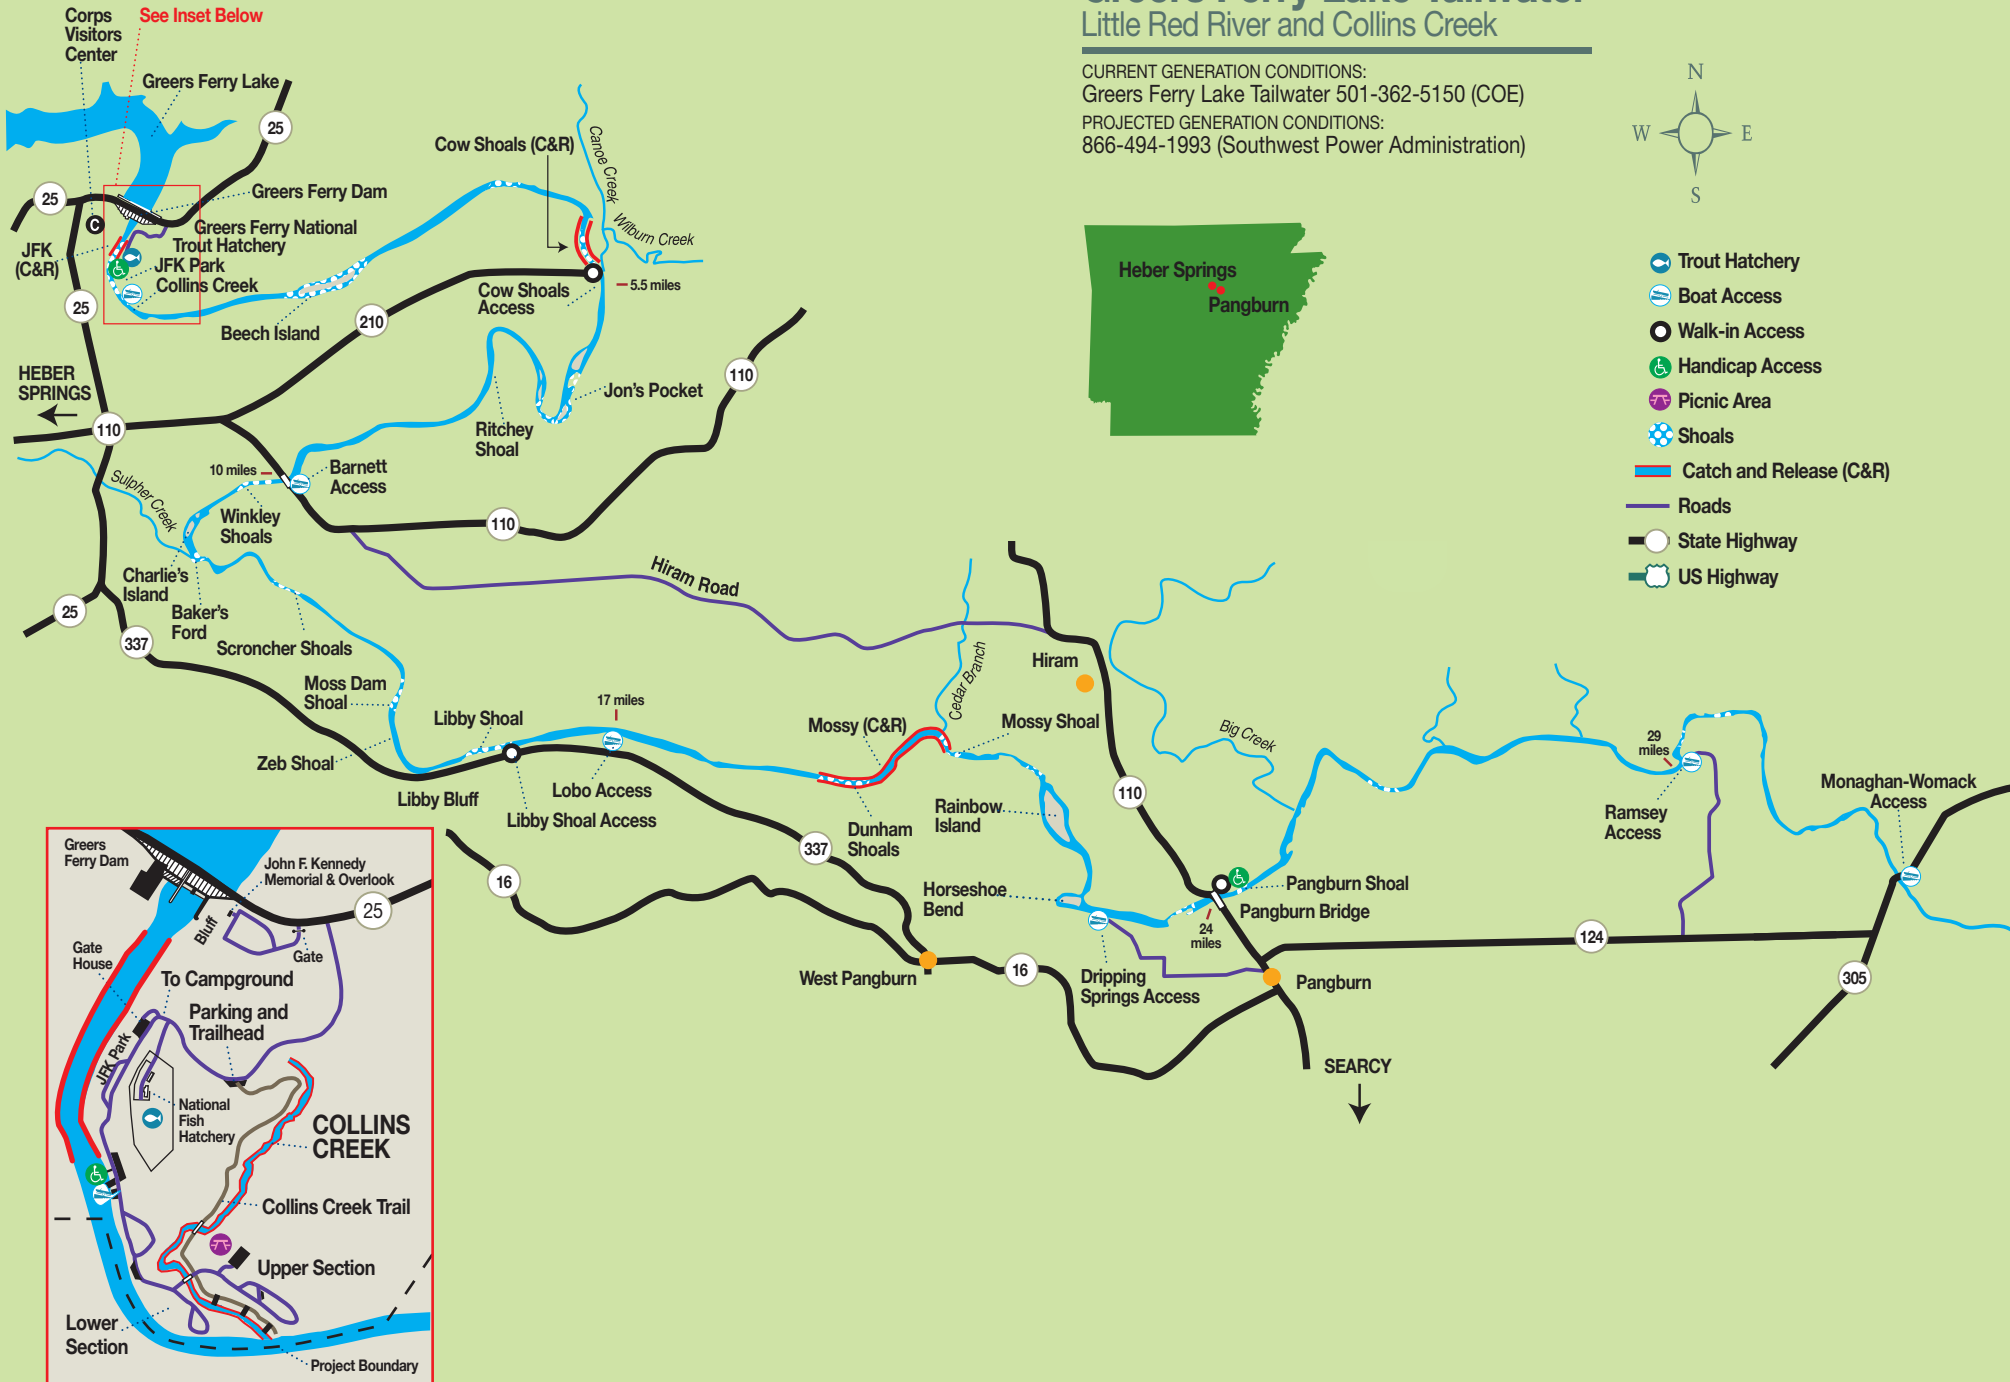 Greers Ferry Lake Tailwater
Little Red River and Collins Creek
CURRENT GENERATION CONDITIONS:
Greers Ferry Lake Tailwater 501-362-5150 (COE)
PROJECTED GENERATION CONDITIONS:
866-494-1993 (Southwest Power Administration)
N
W
E
S
Heber Springs
Pangburn
Trout Hatchery
Boat Access
Walk-in Access
Handicap Access
Picnic Area
Shoals
Catch and Release (C&R)
Roads
State Highway
US Highway
Corps
Visitors
Center
See Inset Below
Greers Ferry Lake
25
Cow Shoals (C&R)
Canoe Creek
Wilburn Creek
25
Greers Ferry Dam
C
Greers Ferry National
Trout Hatchery
JFK
(C&R)
JFK Park
Collins Creek
25
Beech Island
210
Cow Shoals
Access
5.5 miles
HEBER
SPRINGS
110
Jon's Pocket
110
Ritchey
Shoal
Sulpher Creek
10 miles
Barnett
Access
Winkley
Shoals
110
Charlie's
Island
Baker's
Ford
25
337
Scroncher Shoals
Hiram Road
Moss Dam
Shoal
Libby Shoal
17 miles
Zeb Shoal
Libby Bluff
Lobo Access
Libby Shoal Access
Mossy (C&R)
Cedar Branch
Hiram
Mossy Shoal
Dunham
Shoals
337
Rainbow
Island
110
Big Creek
Horseshoe
Bend
Pangburn Shoal
Pangburn Bridge
24
miles
Dripping
Springs Access
16
West Pangburn
16
Pangburn
SEARCY
29
miles
Ramsey
Access
Monaghan-Womack
Access
124
305
Greers
Ferry Dam
John F. Kennedy
Memorial & Overlook
25
Bluff
Gate
Gate
House
To Campground
Parking and
Trailhead
JFK Park
National
Fish
Hatchery
COLLINS
CREEK
Collins Creek Trail
Upper Section
Lower
Section
Project Boundary